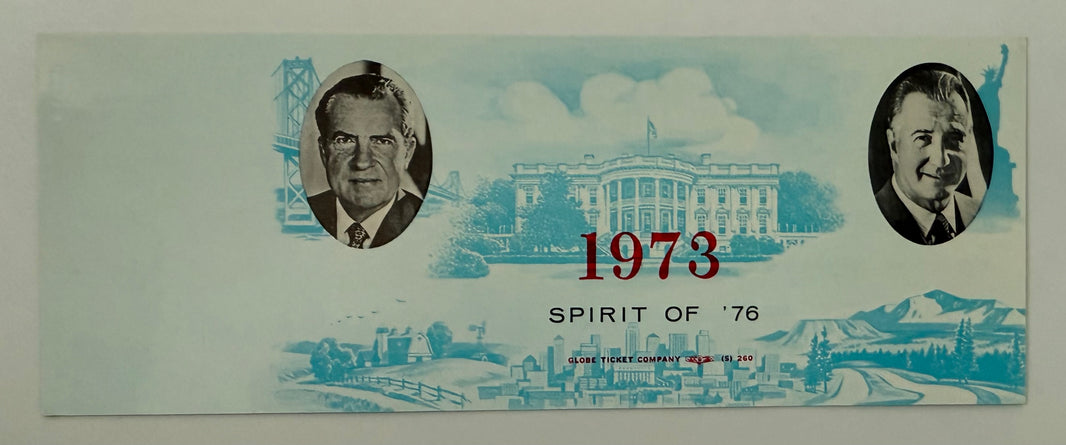 1973
SPIRIT OF '76
GLOBE TICKET COMPANY (S) 260